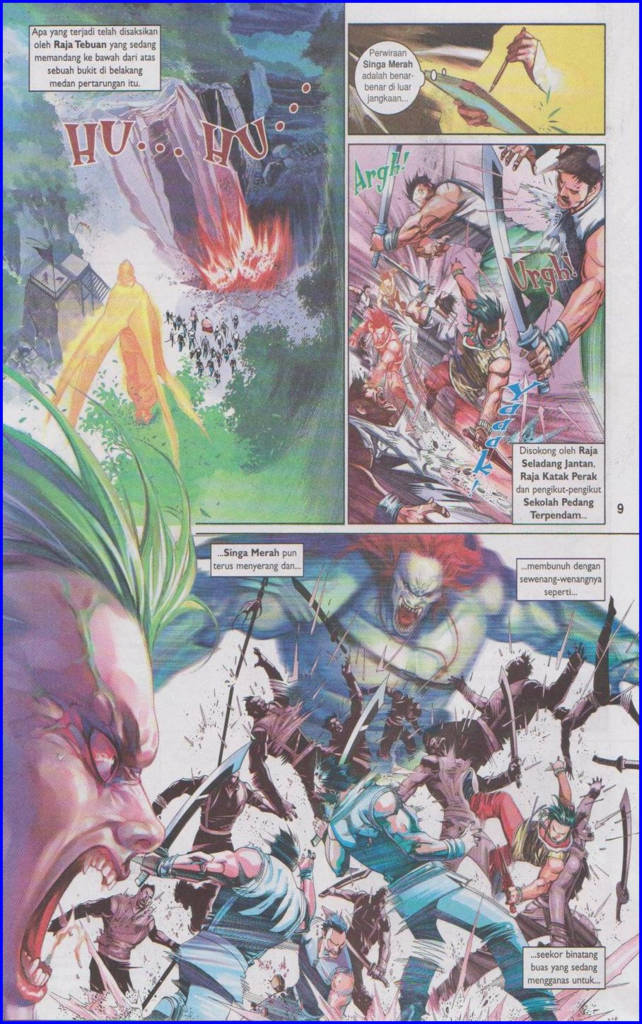 Apa yang terjadi telah disaksikan
oleh Raja Tebuan yang sedang
memandang ke bawah dari atas
sebuah bukit di belakang
medan pertarungan itu.
HU... HU...
Perwiraan
Singa Merah
adalah benar-
benar di luar
jangkaan...
Argh!
Urgh!
Yaaak!
Disokong oleh Raja
Seladang Jantan,
Raja Katak Perak
dan pengikut-pengikut
Sekolah Pedang
Terpendam...
9
...Singa Merah pun
terus menyerang dan...
...membunuh dengan
sewenang-wenangnya
seperti...
...seekor binatang
buas yang sedang
mengganas untuk...